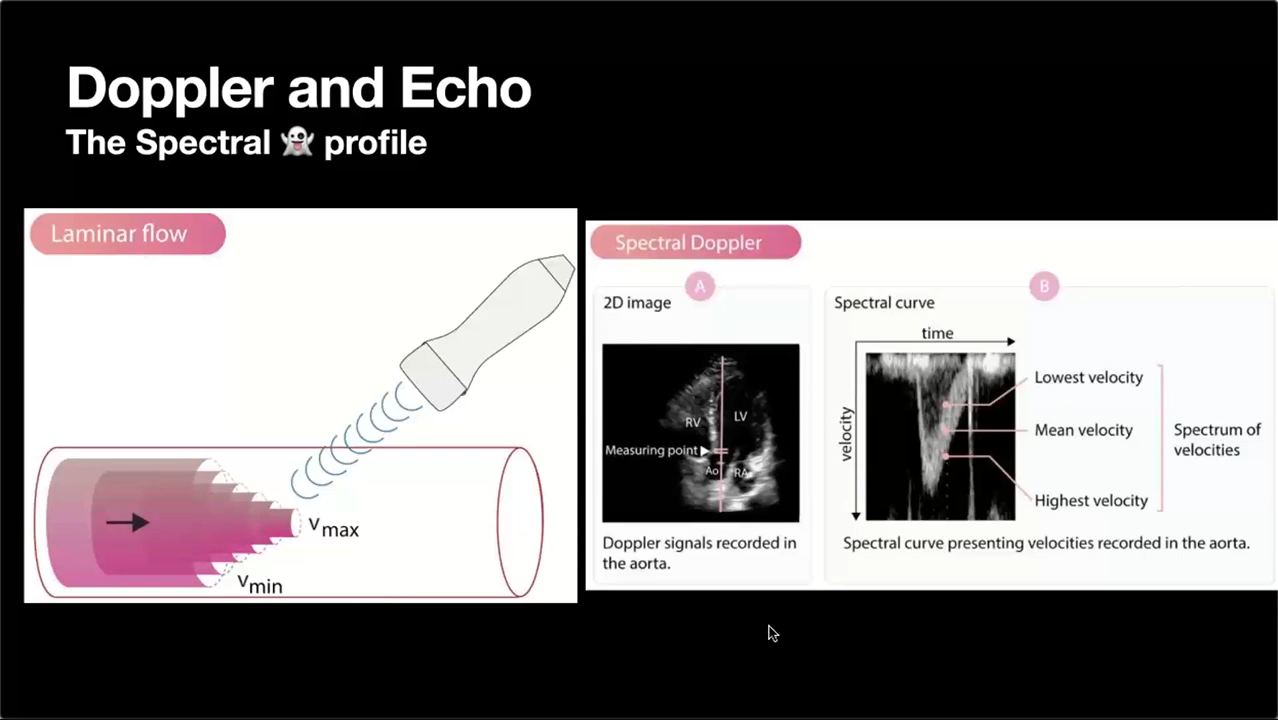 Doppler and Echo
The Spectral 👻 profile
Laminar flow
vmax
vmin
Spectral Doppler
A
2D image
RV
LV
Measuring point
Ao
RA
Doppler signals recorded in
the aorta.
B
Spectral curve
time
velocity
Lowest velocity
Mean velocity
Highest velocity
Spectrum of
velocities
Spectral curve presenting velocities recorded in the aorta.